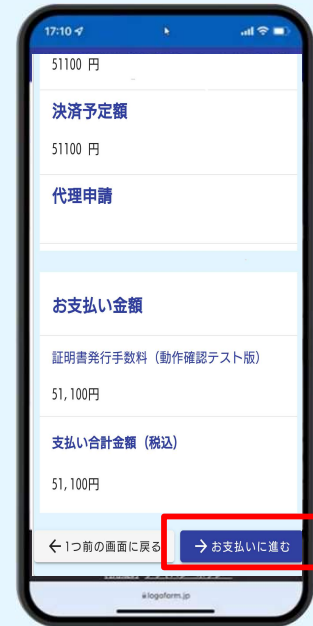 17:10
51100 円
決済予定額
51100 円
代理申請
お支払い金額
証明書発行手数料（動作確認テスト版）
51,100円
支払い合計金額（税込）
51,100円
←1つ前の画面に戻る
→お支払いに進む
logoform.jp